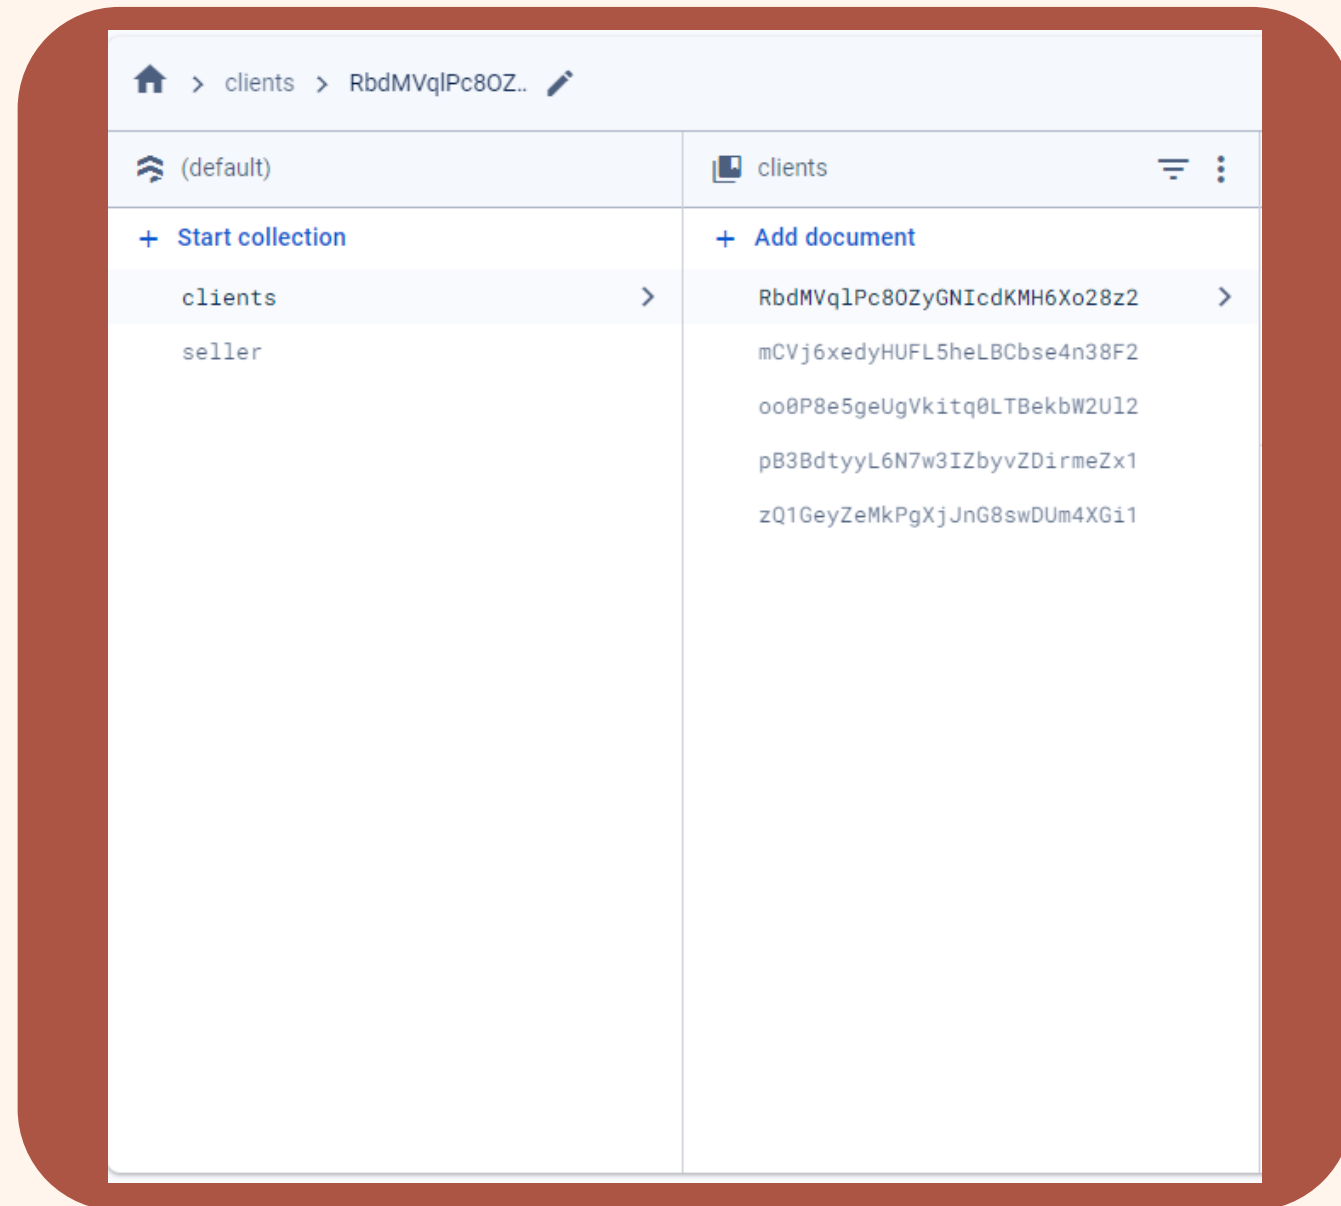 clients RbdMVqlPc8OZ..
(default)
clients
+ Start collection
+ Add document
clients
seller
RbdMVqlPc8OZyGNIcdKMH6Xo28z2
mCVj6xedyHUFL5heLBCbse4n38F2
oo0P8e5geUgVkitq0LTBekbW2Ul2
pB3BdtyyL6N7w3IZbyvZDirmeZx1
zQ1GeyZeMkPgXjJnG8swDUm4XGi1